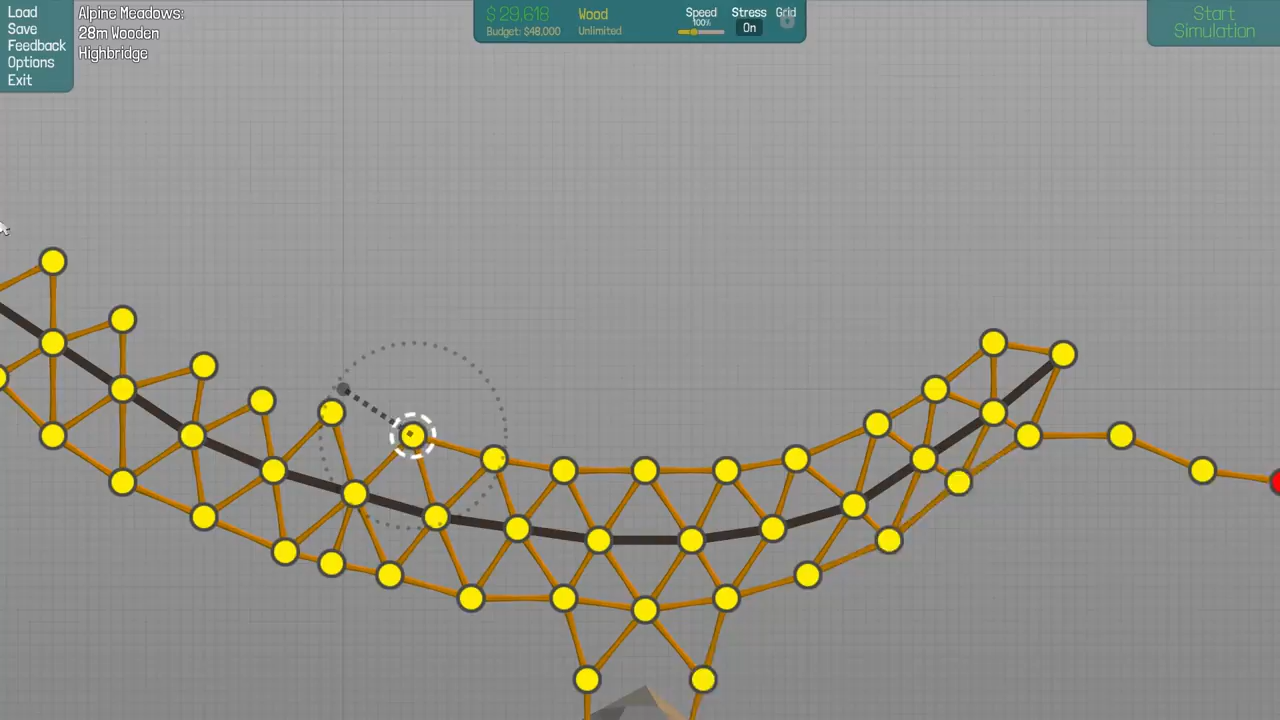 Load
Save
Feedback
Options
Exit
Alpine Meadows:
28m Wooden
Highbridge
$ 29,618
Budget: $48,000
Wood
Unlimited
Speed
100%
Stress
On
Grid
Start
Simulation